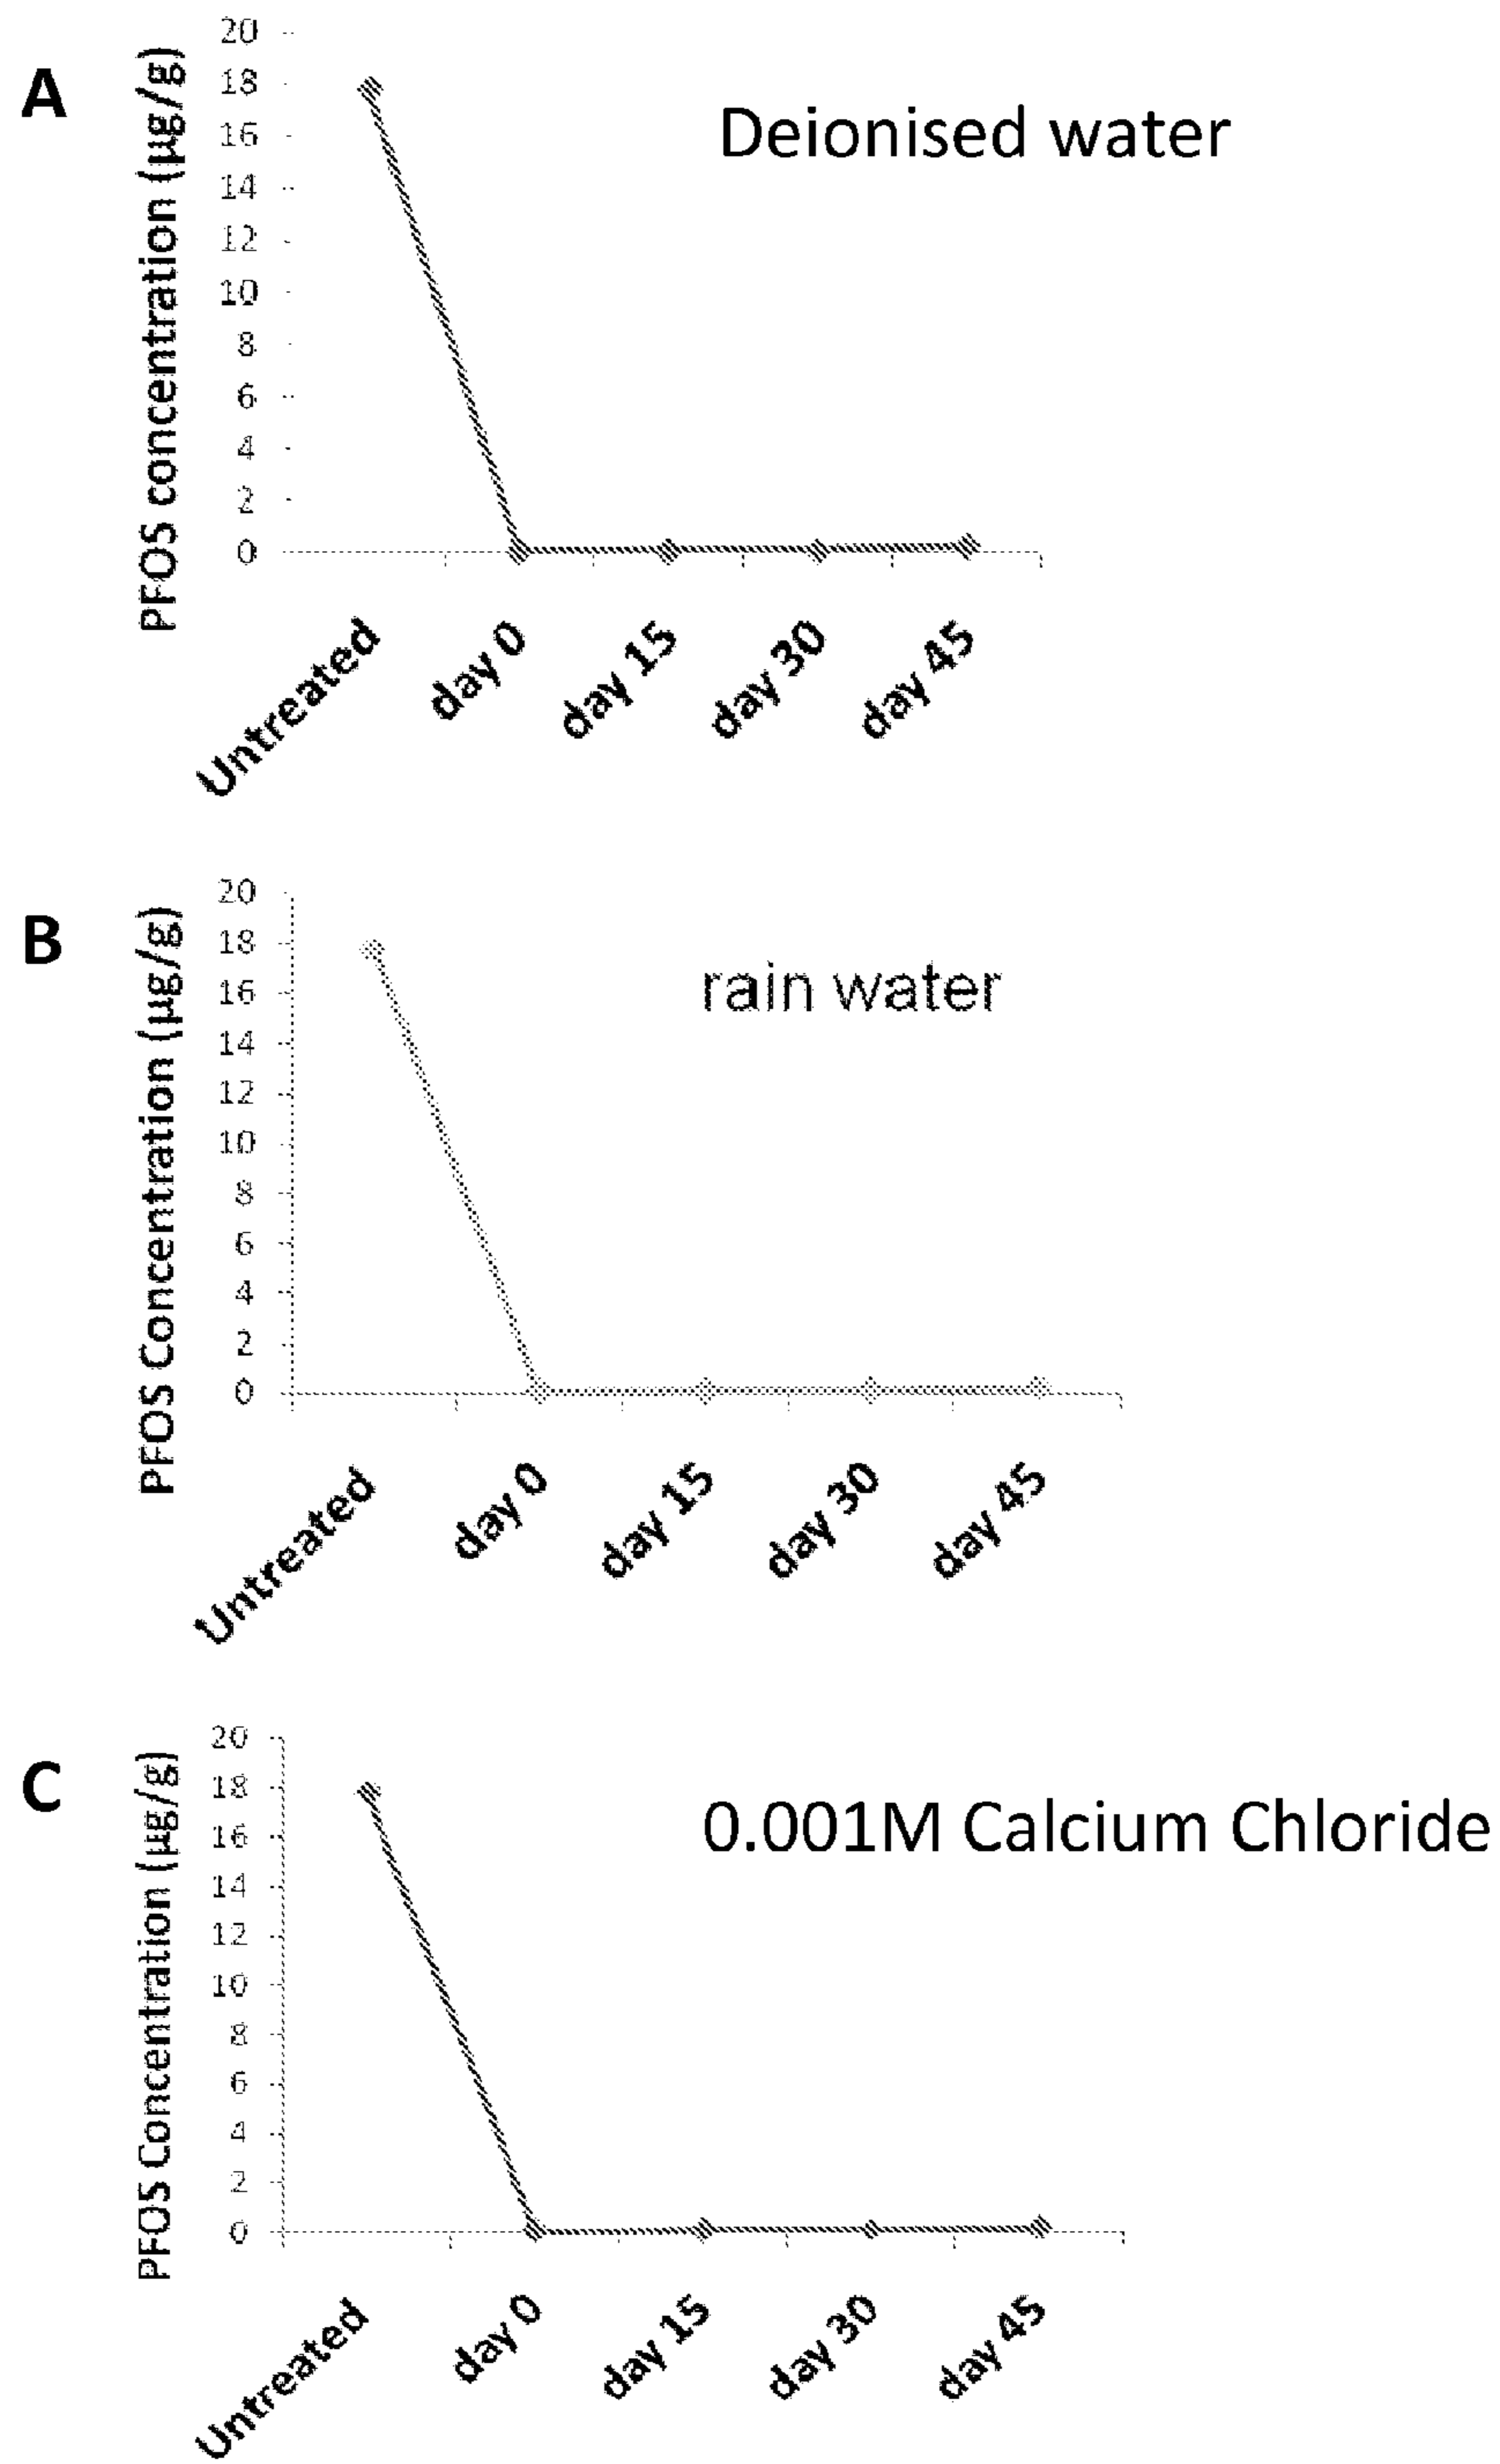 A
PFOS concentration (µg/g)
20
18
16
14
12
10
8
6
4
2
0
Deionised water
Untreated
day 0
day 15
day 30
day 45
B
PFOS Concentration (µg/g)
20
18
16
14
12
10
8
6
4
2
0
rain water
Untreated
day 0
day 15
day 30
day 45
C
PFOS Concentration (µg/g)
20
18
16
14
12
10
8
6
4
2
0
0.001M Calcium Chloride
Untreated
day 0
day 15
day 30
day 45